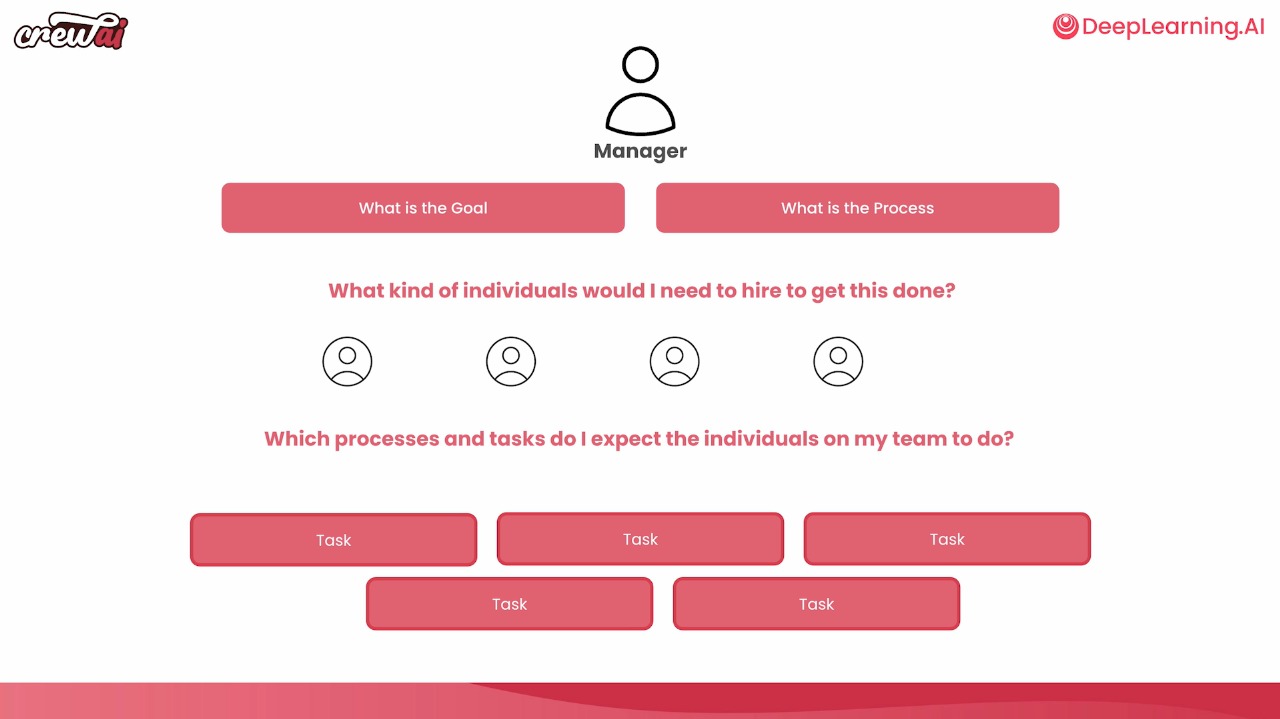 crewai
DeepLearning.AI
Manager
What is the Goal
What is the Process
What kind of individuals would I need to hire to get this done?
Which processes and tasks do I expect the individuals on my team to do?
Task
Task
Task
Task
Task